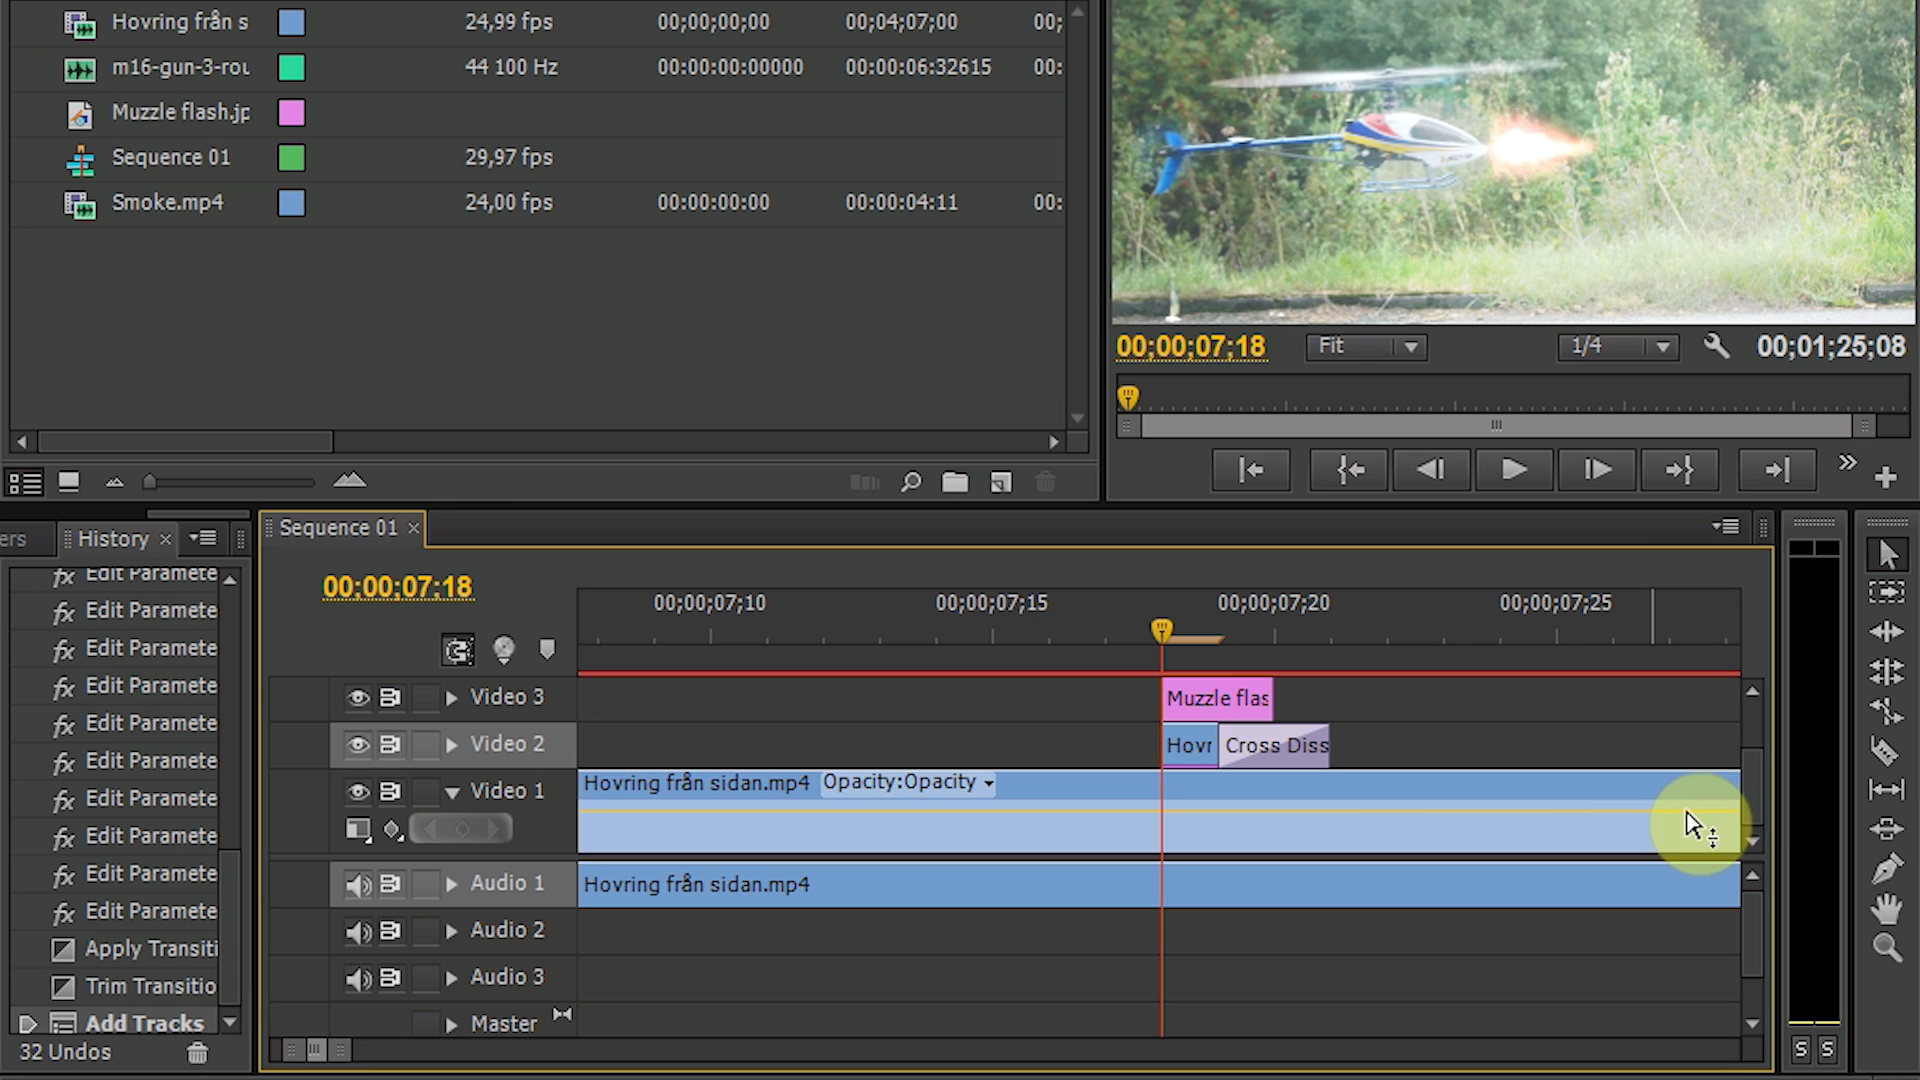 Hovring från s 24,99 fps 00;00;00;00 00;04;07;00 00;
m16-gun-3-rou 44 100 Hz 00:00:00:00000 00:00:06:32615 00:
Muzzle flash.jp
Sequence 01 29,97 fps
Smoke.mp4 24,00 fps 00:00:00:00 00:00:04:11 00:
00;00;07;18 Fit 1/4 00;01;25;08
ers History
Edit Paramete
Edit Paramete
Edit Paramete
Edit Paramete
Edit Paramete
Edit Paramete
Edit Paramete
Edit Paramete
Edit Paramete
Edit Paramete
Apply Transiti
Trim Transitio
Add Tracks
32 Undos
Sequence 01
00;00;07;18
00;00;07;10 00;00;07;15 00;00;07;20 00;00;07;25
Video 3 Muzzle flas
Video 2 Hovr Cross Diss
Video 1 Hovring från sidan.mp4 Opacity:Opacity
Audio 1 Hovring från sidan.mp4
Audio 2
Audio 3
Master
S S